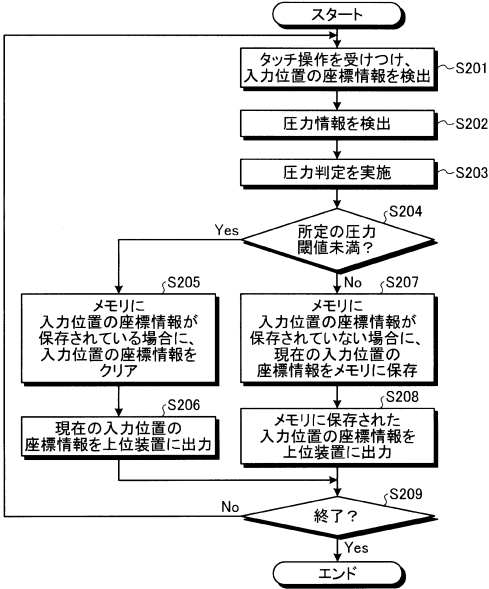 スタート
タッチ操作を受けつけ、
入力位置の座標情報を検出
S201
圧力情報を検出
S202
圧力判定を実施
S203
S204
所定の圧力
閾値未満？
Yes
No
S205
メモリに
入力位置の座標情報が
保存されている場合に、
入力位置の座標情報を
クリア
S207
メモリに
入力位置の座標情報が
保存されていない場合に、
現在の入力位置の
座標情報をメモリに保存
S206
現在の入力位置の
座標情報を上位装置に出力
S208
メモリに保存された
入力位置の座標情報を
上位装置に出力
S209
終了？
No
Yes
エンド